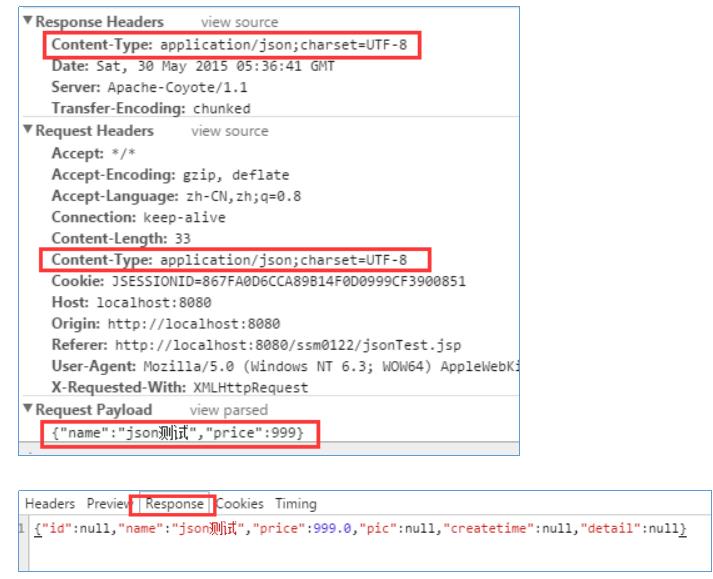 Response Headers view source
Content-Type: application/json;charset=UTF-8
Date: Sat, 30 May 2015 05:36:41 GMT
Server: Apache-Coyote/1.1
Transfer-Encoding: chunked
Request Headers view source
Accept: */*
Accept-Encoding: gzip, deflate
Accept-Language: zh-CN,zh;q=0.8
Connection: keep-alive
Content-Length: 33
Content-Type: application/json;charset=UTF-8
Cookie: JSESSIONID=867FA0D6CCA89B14F0D0999CF3900851
Host: localhost:8080
Origin: http://localhost:8080
Referer: http://localhost:8080/ssm0122/jsonTest.jsp
User-Agent: Mozilla/5.0 (Windows NT 6.3; WOW64) AppleWebKi
X-Requested-With: XMLHttpRequest
Request Payload view parsed
{"name":"json测试","price":999}
Headers Preview Response Cookies Timing
1 {"id":null,"name":"json测试","price":999.0,"pic":null,"createtime":null,"detail":null}